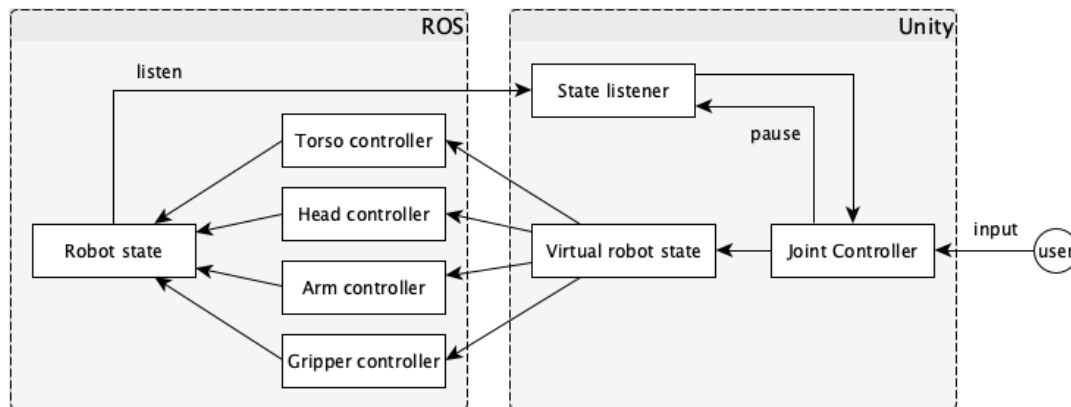 ROS
Unity
listen
State listener
Torso controller
pause
Head controller
input
Robot state
Virtual robot state
Joint Controller
user
Arm controller
Gripper controller